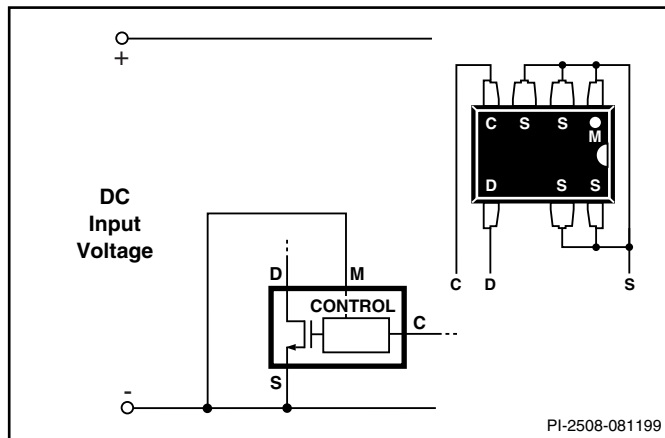 +
DC
Input
Voltage
D
M
CONTROL
C
S
-
C S S
M
D S S
C D S
PI-2508-081199